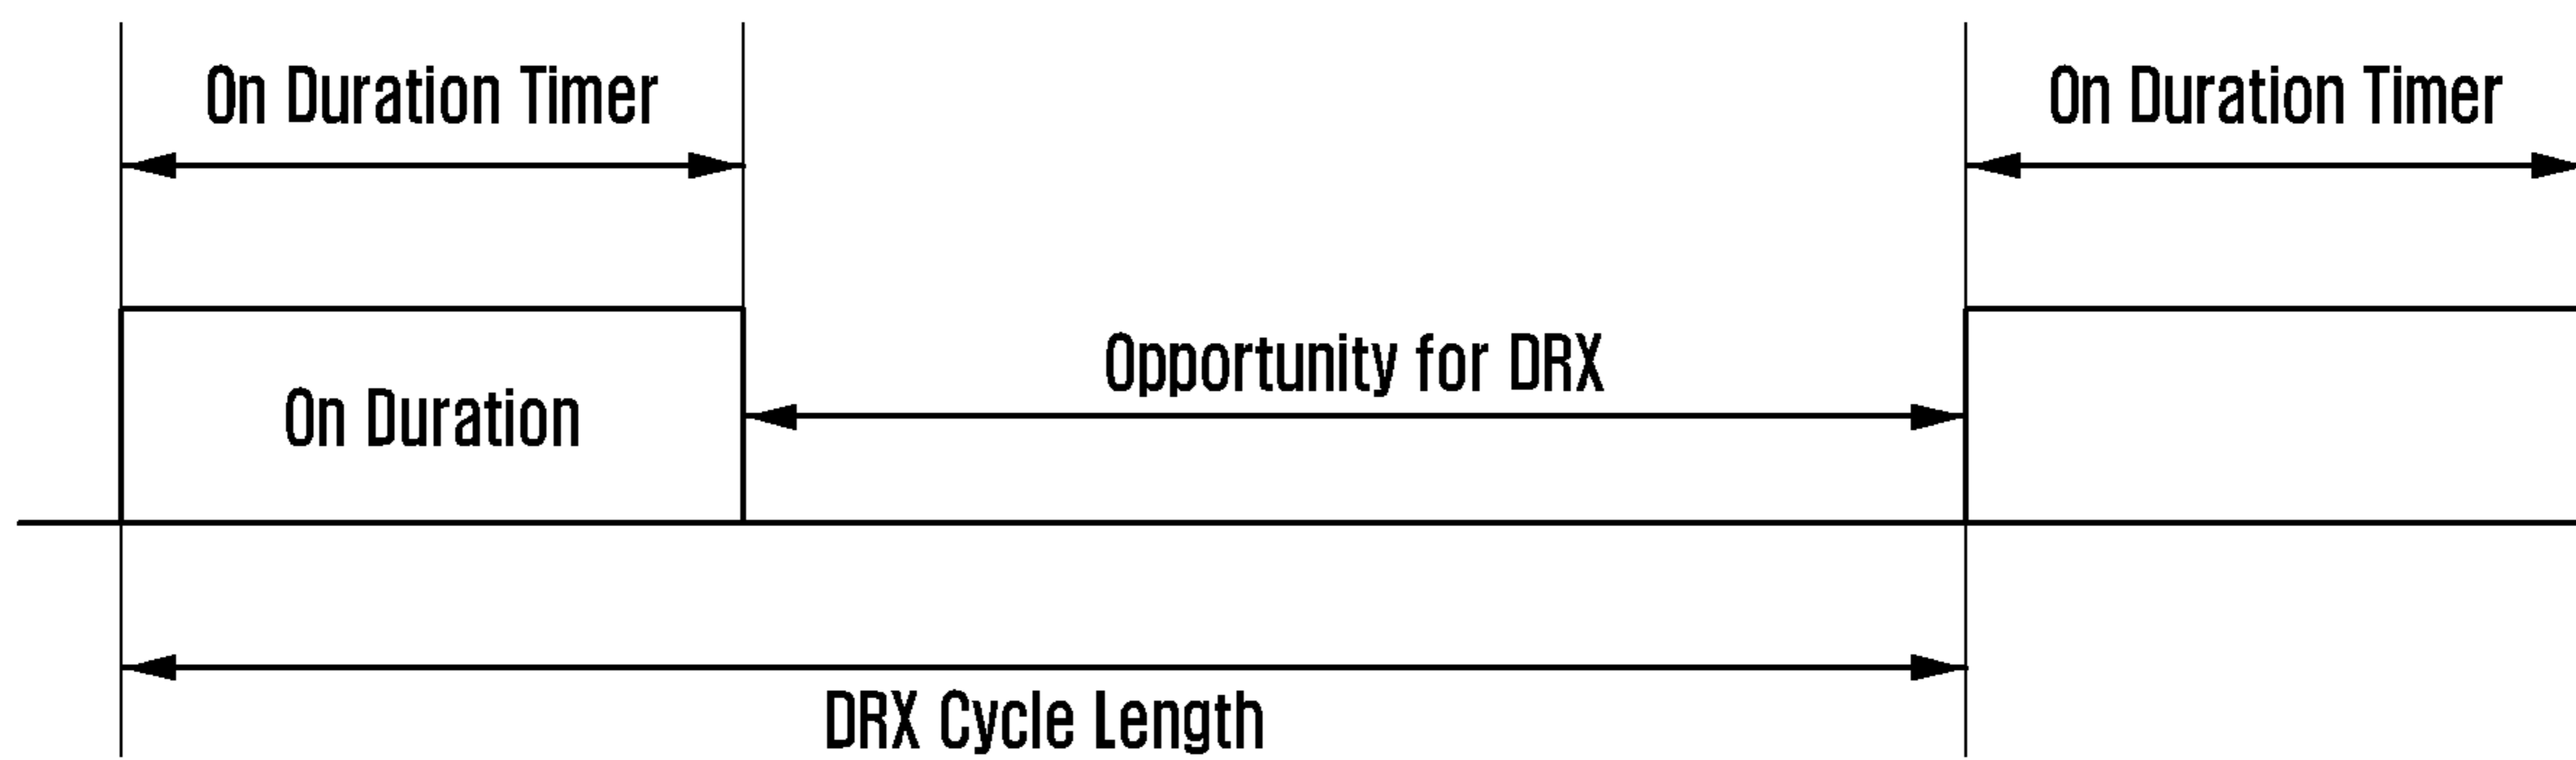 On Duration Timer
On Duration Timer
Opportunity for DRX
On Duration
DRX Cycle Length